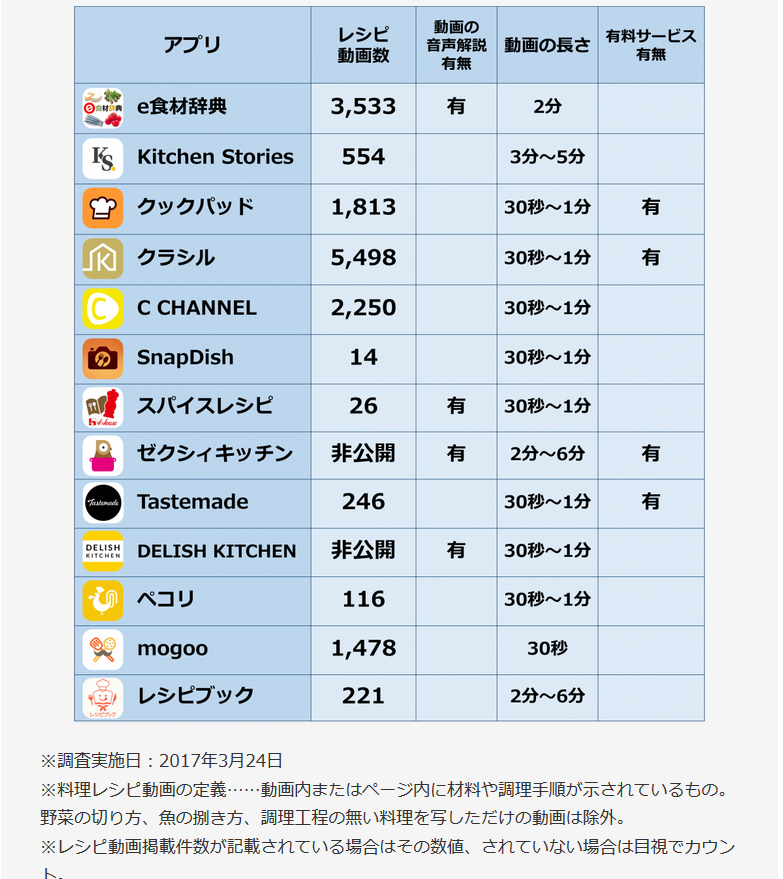 アプリ
レシピ
動画数
動画の
音声解説
有無
動画の長さ
有料サービス
有無
e食材辞典 3,533 有 2分
Kitchen Stories 554 3分～5分
クックパッド 1,813 30秒～1分 有
クラシル 5,498 30秒～1分 有
C CHANNEL 2,250 30秒～1分
SnapDish 14 30秒～1分
スパイスレシピ 26 有 30秒～1分
ゼクシィキッチン 非公開 有 2分～6分 有
Tastemade 246 30秒～1分 有
DELISH KITCHEN 非公開 有 30秒～1分
ペコリ 116 30秒～1分
mogoo 1,478 30秒
レシピブック 221 2分～6分
※調査実施日：2017年3月24日
※料理レシピ動画の定義……動画内またはページ内に材料や調理手順が示されているもの。
野菜の切り方、魚の捌き方、調理工程の無い料理を写しただけの動画は除外。
※レシピ動画掲載件数が記載されている場合はその数値、されていない場合は目視でカウン
ト。